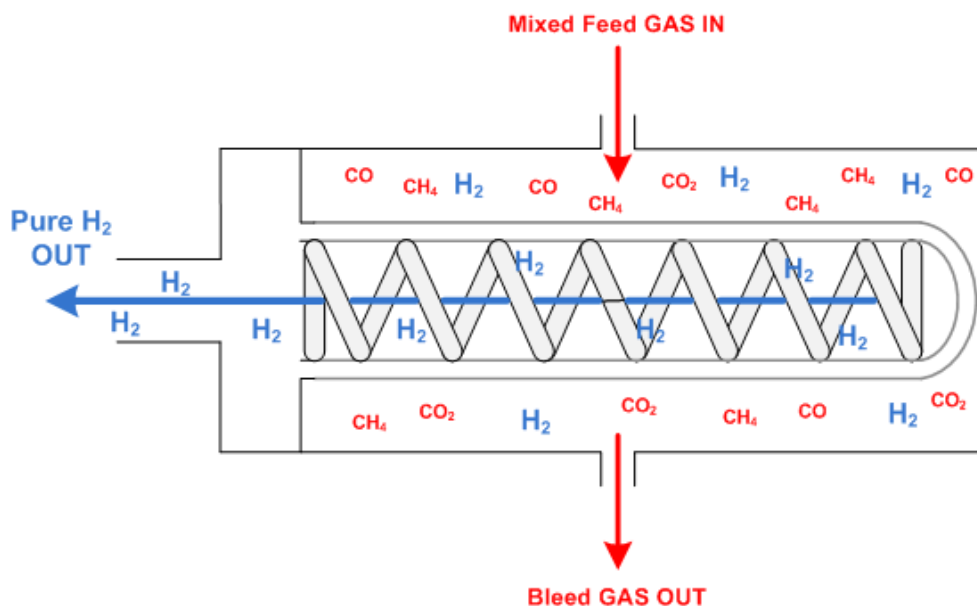 Mixed Feed GAS IN
CO CH₄ H₂ CO CH₄ CO₂ H₂ CH₄ CH₄ H₂ CO
Pure H₂
OUT
H₂ H₂
H₂
H₂ H₂ H₂ H₂ H₂
CH₄ CO₂ H₂ CO₂ CH₄ CO H₂ CO₂
Bleed GAS OUT